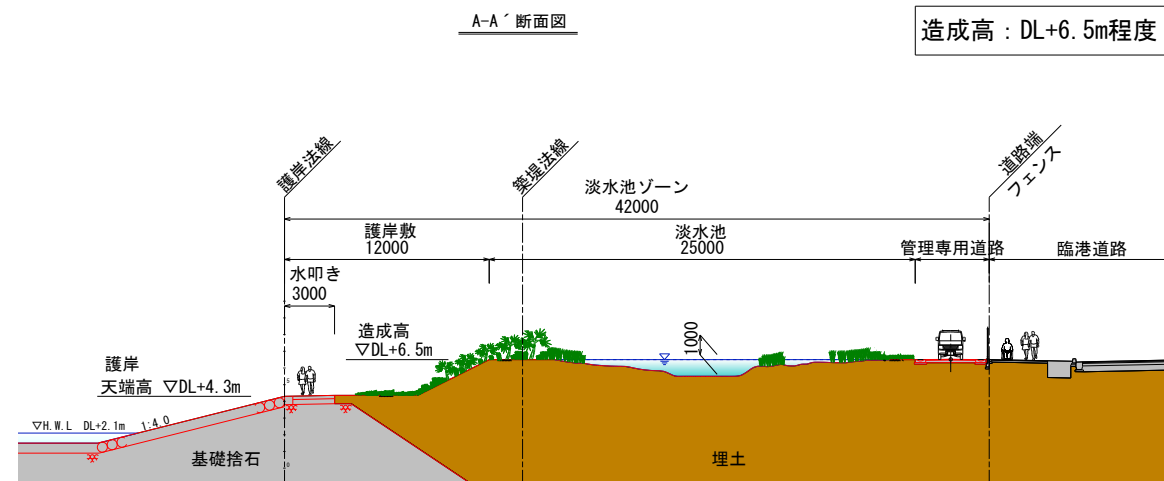 A-A´断面図
造成高：DL+6.5m程度
護岸法線
築堤法線
道路端
フェンス
淡水池ゾーン
42000
護岸敷
12000
淡水池
25000
管理専用道路
臨港道路
水叩き
3000
造成高
▽DL+6.5m
1000
護岸
天端高 ▽DL+4.3m
5
▽H.W.L DL+2.1m
1:4.0
基礎捨石
埋土
0